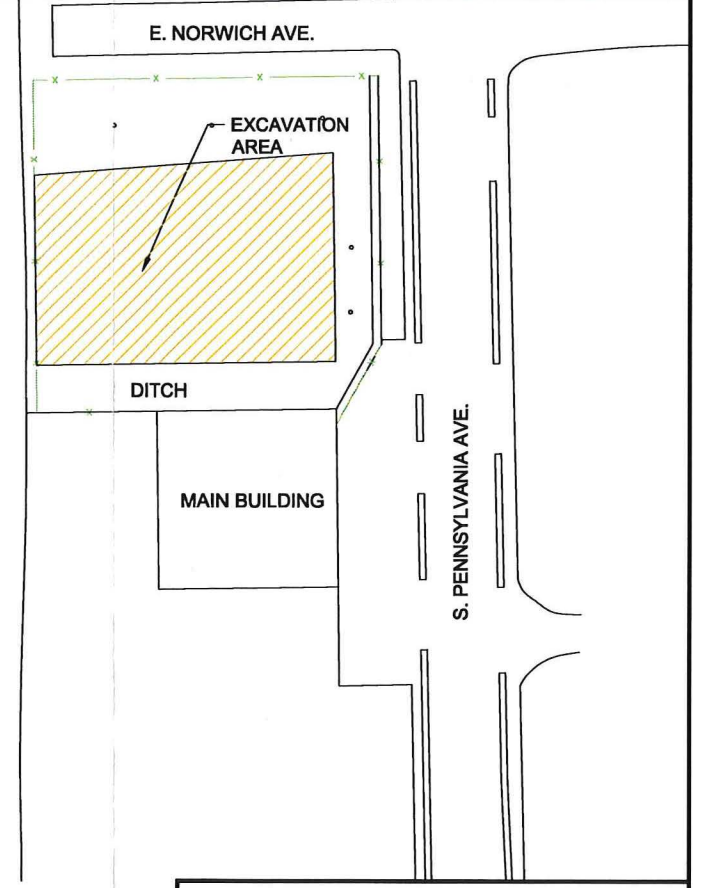 E. NORWICH AVE.
EXCAVATION
AREA
DITCH
MAIN BUILDING
S. PENNSYLVANIA AVE.